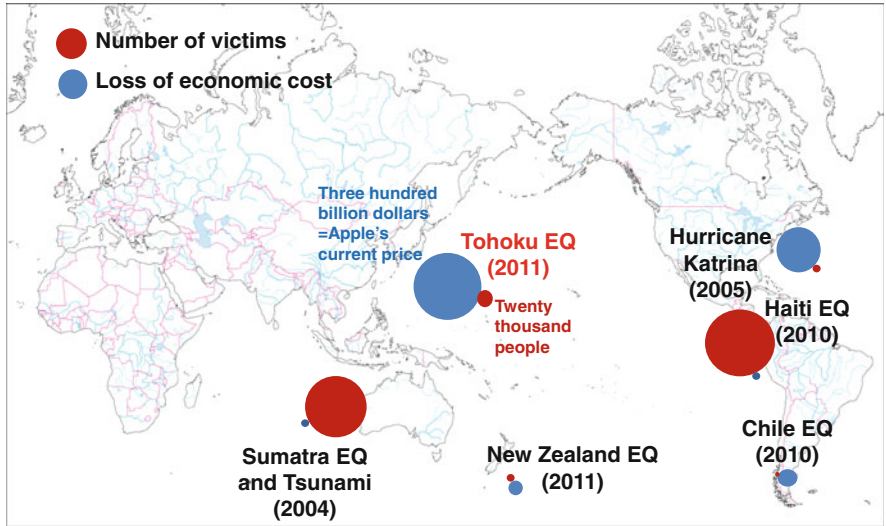 Number of victims
Loss of economic cost
Three hundred
billion dollars
=Apple's
current price
Tohoku EQ
(2011)
Twenty
thousand
people
Hurricane
Katrina
(2005)
Haiti EQ
(2010)
Sumatra EQ
and Tsunami
(2004)
New Zealand EQ
(2011)
Chile EQ
(2010)